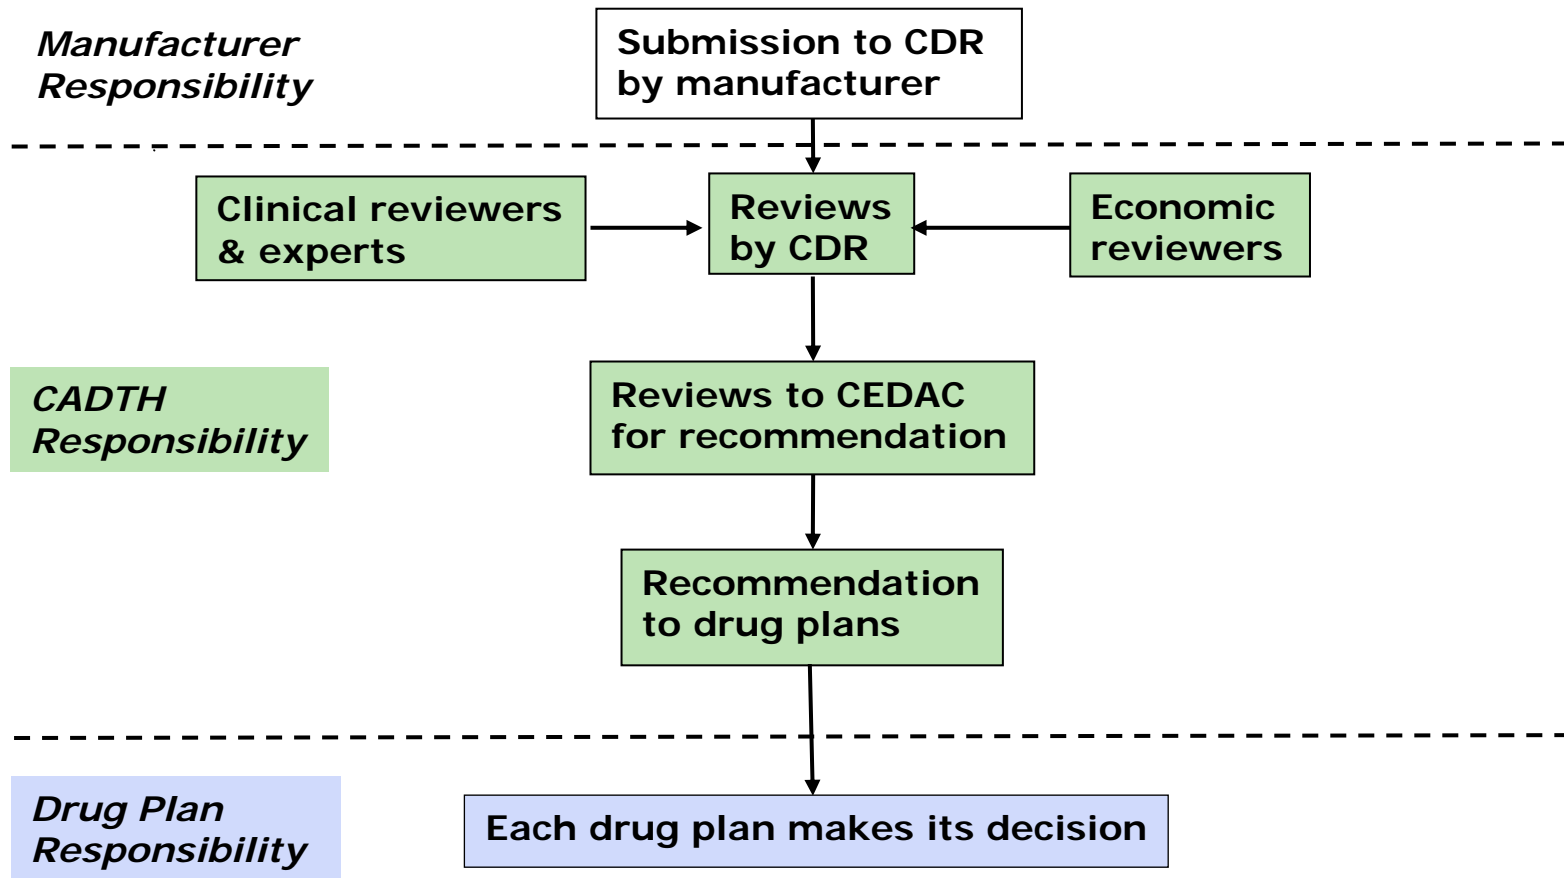 Manufacturer
Responsibility
Submission to CDR
by manufacturer
Clinical reviewers
& experts
Reviews
by CDR
Economic
reviewers
CADTH
Responsibility
Reviews to CEDAC
for recommendation
Recommendation
to drug plans
Drug Plan
Responsibility
Each drug plan makes its decision